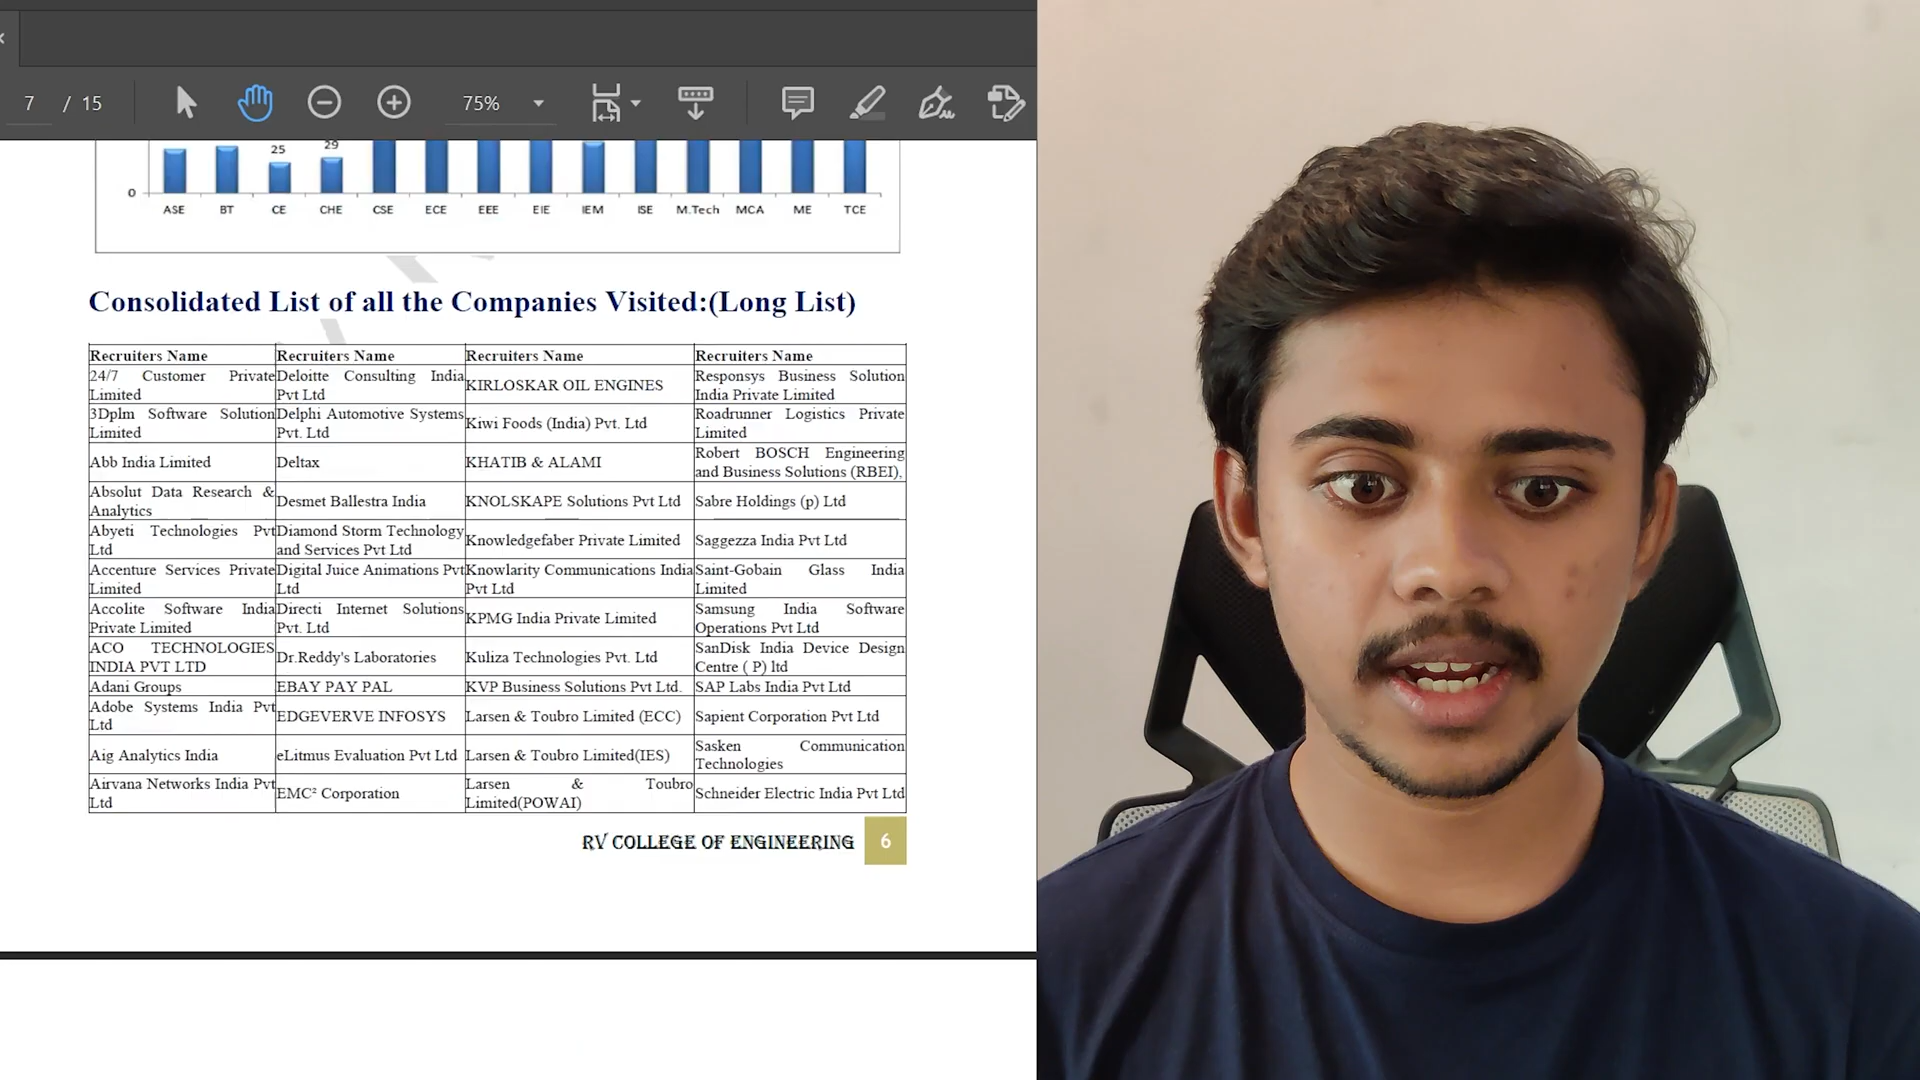 7 / 15 75%
25 29
0
ASE BT CE CHE CSE ECE EEE EIE IEM ISE M.Tech MCA ME TCE
Consolidated List of all the Companies Visited:(Long List)
Recruiters Name Recruiters Name Recruiters Name Recruiters Name
24/7 Customer Private Limited
Deloitte Consulting India Pvt Ltd
KIRLOSKAR OIL ENGINES
Responsys Business Solution India Private Limited
3Dplm Software Solution Limited
Delphi Automotive Systems Pvt. Ltd
Kiwi Foods (India) Pvt. Ltd
Roadrunner Logistics Private Limited
Abb India Limited
Deltax
KHATIB & ALAMI
Robert BOSCH Engineering and Business Solutions (RBEI).
Absolut Data Research & Analytics
Desmet Ballestra India
KNOLSKAPE Solutions Pvt Ltd
Sabre Holdings (p) Ltd
Abyeti Technologies Pvt Ltd
Diamond Storm Technology and Services Pvt Ltd
Knowledgefaber Private Limited
Saggezza India Pvt Ltd
Accenture Services Private Limited
Digital Juice Animations Pvt Ltd
Knowlarity Communications India Pvt Ltd
Saint-Gobain Glass India Limited
Accolite Software India Private Limited
Directi Internet Solutions Pvt. Ltd
KPMG India Private Limited
Samsung India Software Operations Pvt Ltd
ACO TECHNOLOGIES INDIA PVT LTD
Dr.Reddy's Laboratories
Kuliza Technologies Pvt. Ltd
SanDisk India Device Design Centre ( P) ltd
Adani Groups
EBAY PAY PAL
KVP Business Solutions Pvt Ltd.
SAP Labs India Pvt Ltd
Adobe Systems India Pvt Ltd
EDGEVERVE INFOSYS
Larsen & Toubro Limited (ECC)
Sapient Corporation Pvt Ltd
Aig Analytics India
eLitmus Evaluation Pvt Ltd
Larsen & Toubro Limited(IES)
Sasken Communication Technologies
Airvana Networks India Pvt Ltd
EMC² Corporation
Larsen & Toubro Limited(POWAI)
Schneider Electric India Pvt Ltd
RV COLLEGE OF ENGINEERING 6